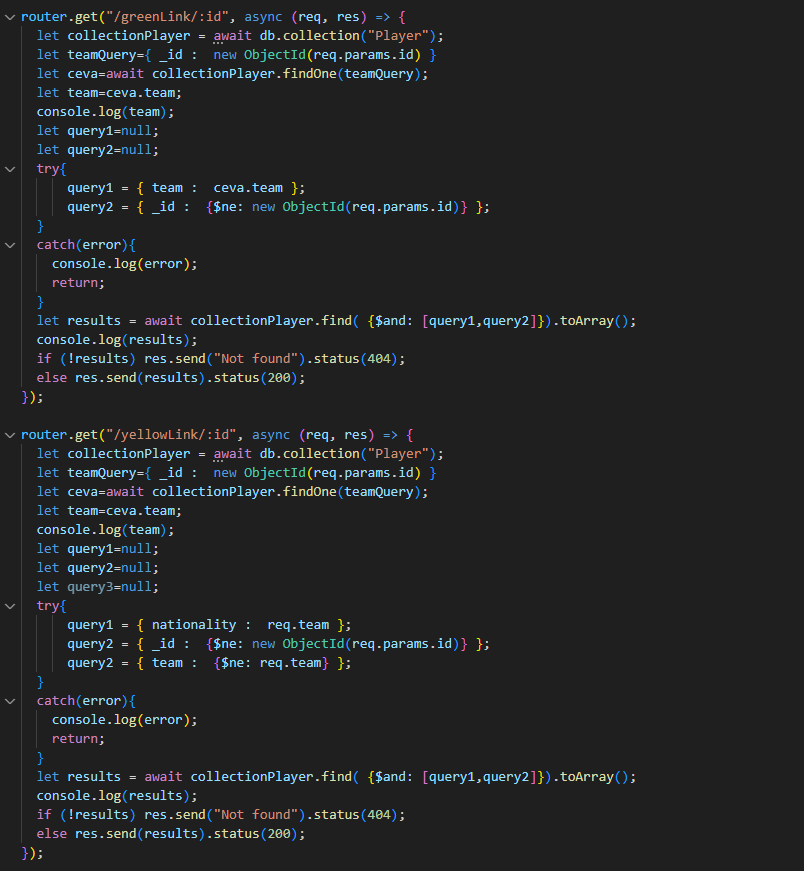 router.get("/greenLink/:id", async (req, res) => {
let collectionPlayer = await db.collection("Player");
let teamQuery={ _id :  new ObjectId(req.params.id) }
let ceva=await collectionPlayer.findOne(teamQuery);
let team=ceva.team;
console.log(team);
let query1=null;
let query2=null;
try{
query1 = { team :  ceva.team };
query2 = { _id :  {$ne: new ObjectId(req.params.id)} };
}
catch(error){
console.log(error);
return;
}
let results = await collectionPlayer.find( {$and: [query1,query2]}).toArray();
console.log(results);
if (!results) res.send("Not found").status(404);
else res.send(results).status(200);
});
router.get("/yellowLink/:id", async (req, res) => {
let collectionPlayer = await db.collection("Player");
let teamQuery={ _id :  new ObjectId(req.params.id) }
let ceva=await collectionPlayer.findOne(teamQuery);
let team=ceva.team;
console.log(team);
let query1=null;
let query2=null;
let query3=null;
try{
query1 = { nationality :  req.team };
query2 = { _id :  {$ne: new ObjectId(req.params.id)} };
query2 = { team :  {$ne: req.team} };
}
catch(error){
console.log(error);
return;
}
let results = await collectionPlayer.find( {$and: [query1,query2]}).toArray();
console.log(results);
if (!results) res.send("Not found").status(404);
else res.send(results).status(200);
});